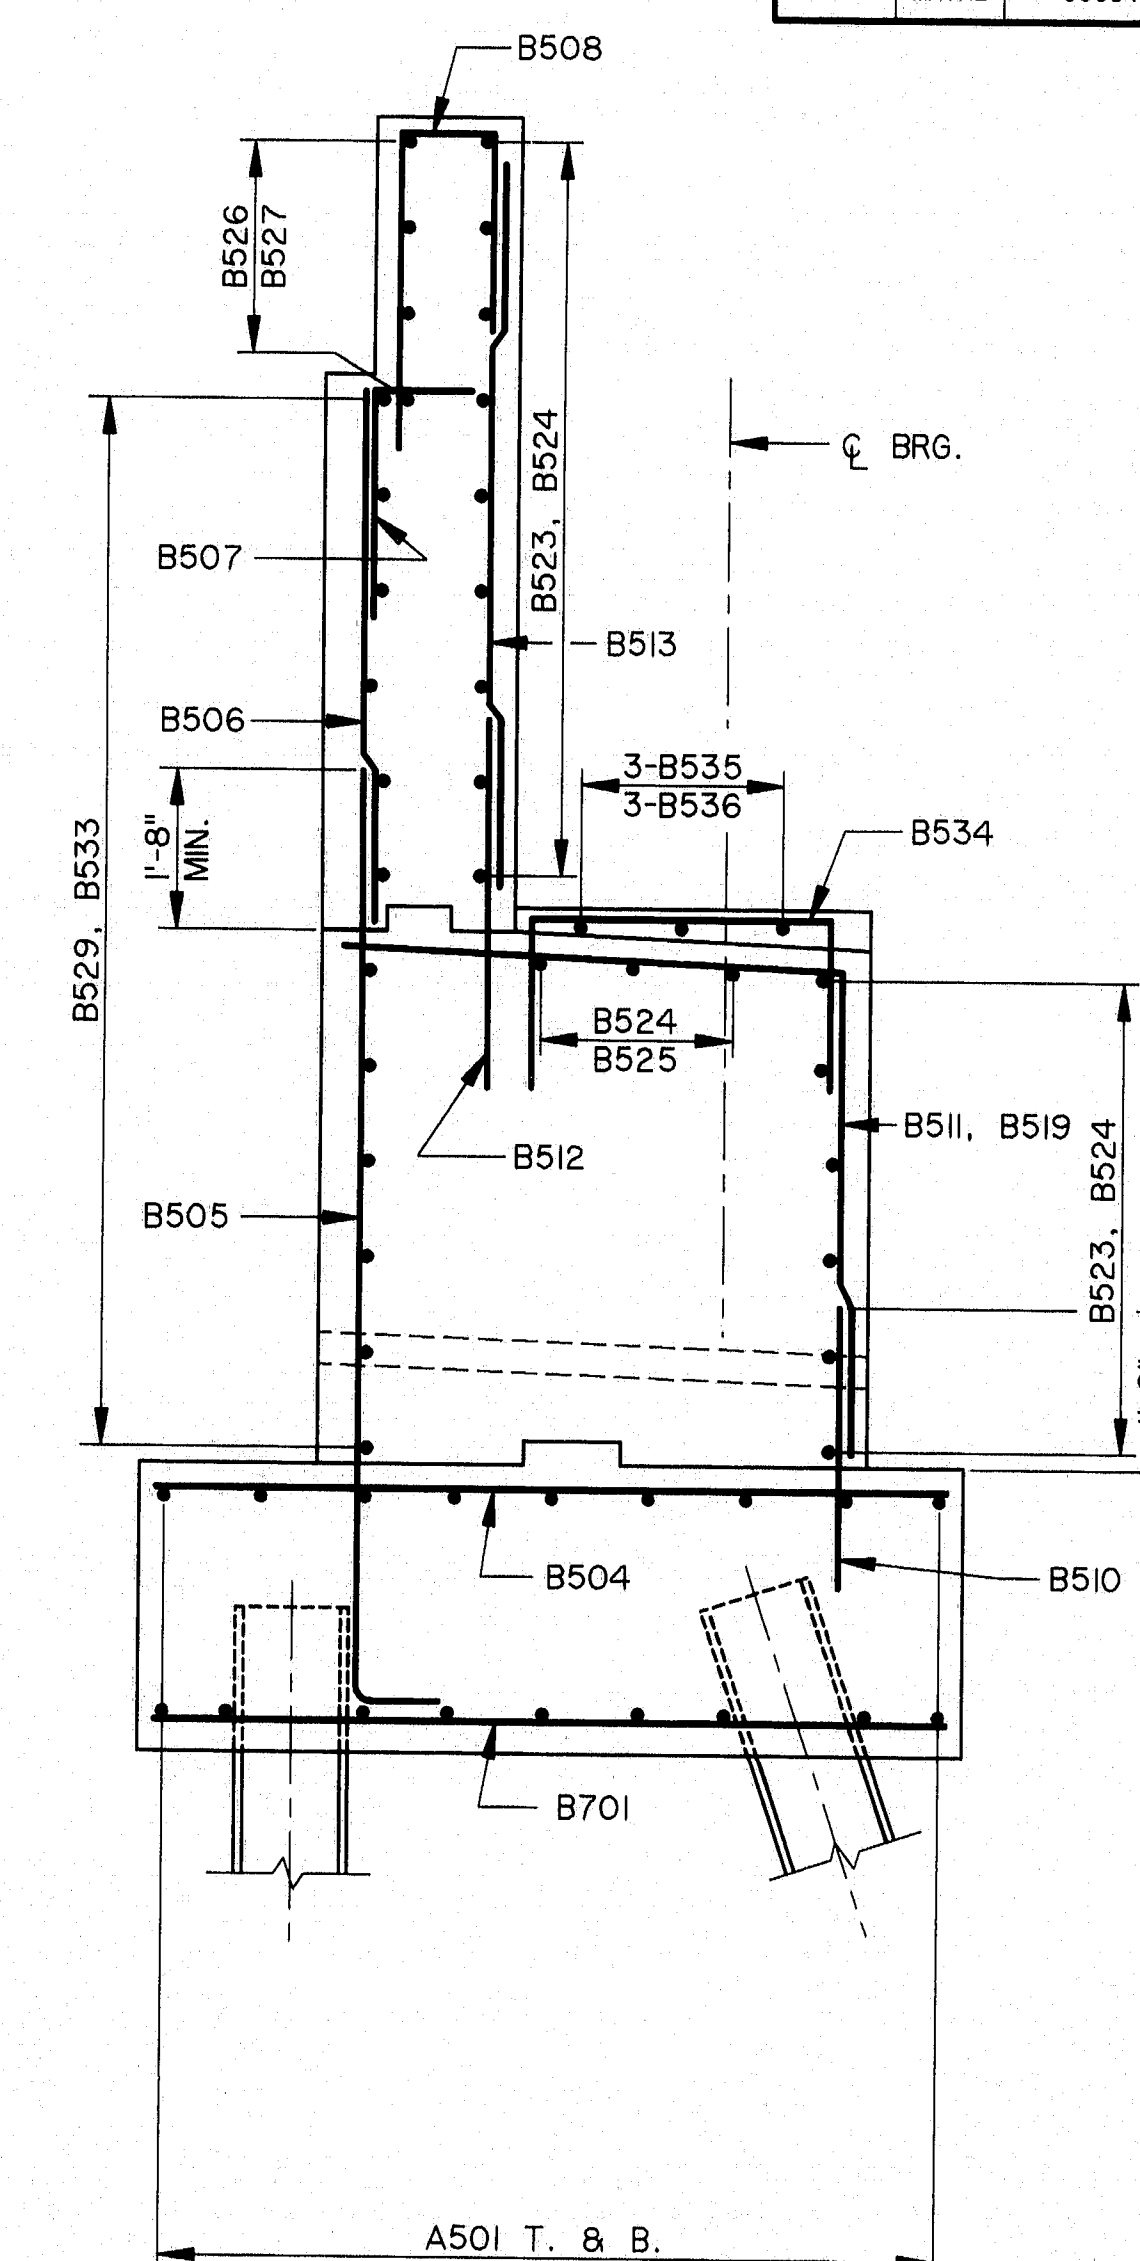 B508
B526
B527
B523, B524
℄ BRG.
B507
B513
B506
3-B535
3-B536
1'-8"
MIN.
B534
B529, B533
B524
B525
B511, B519
B512
B523, B524
B505
B504
B510
B701
A501 T. & B.